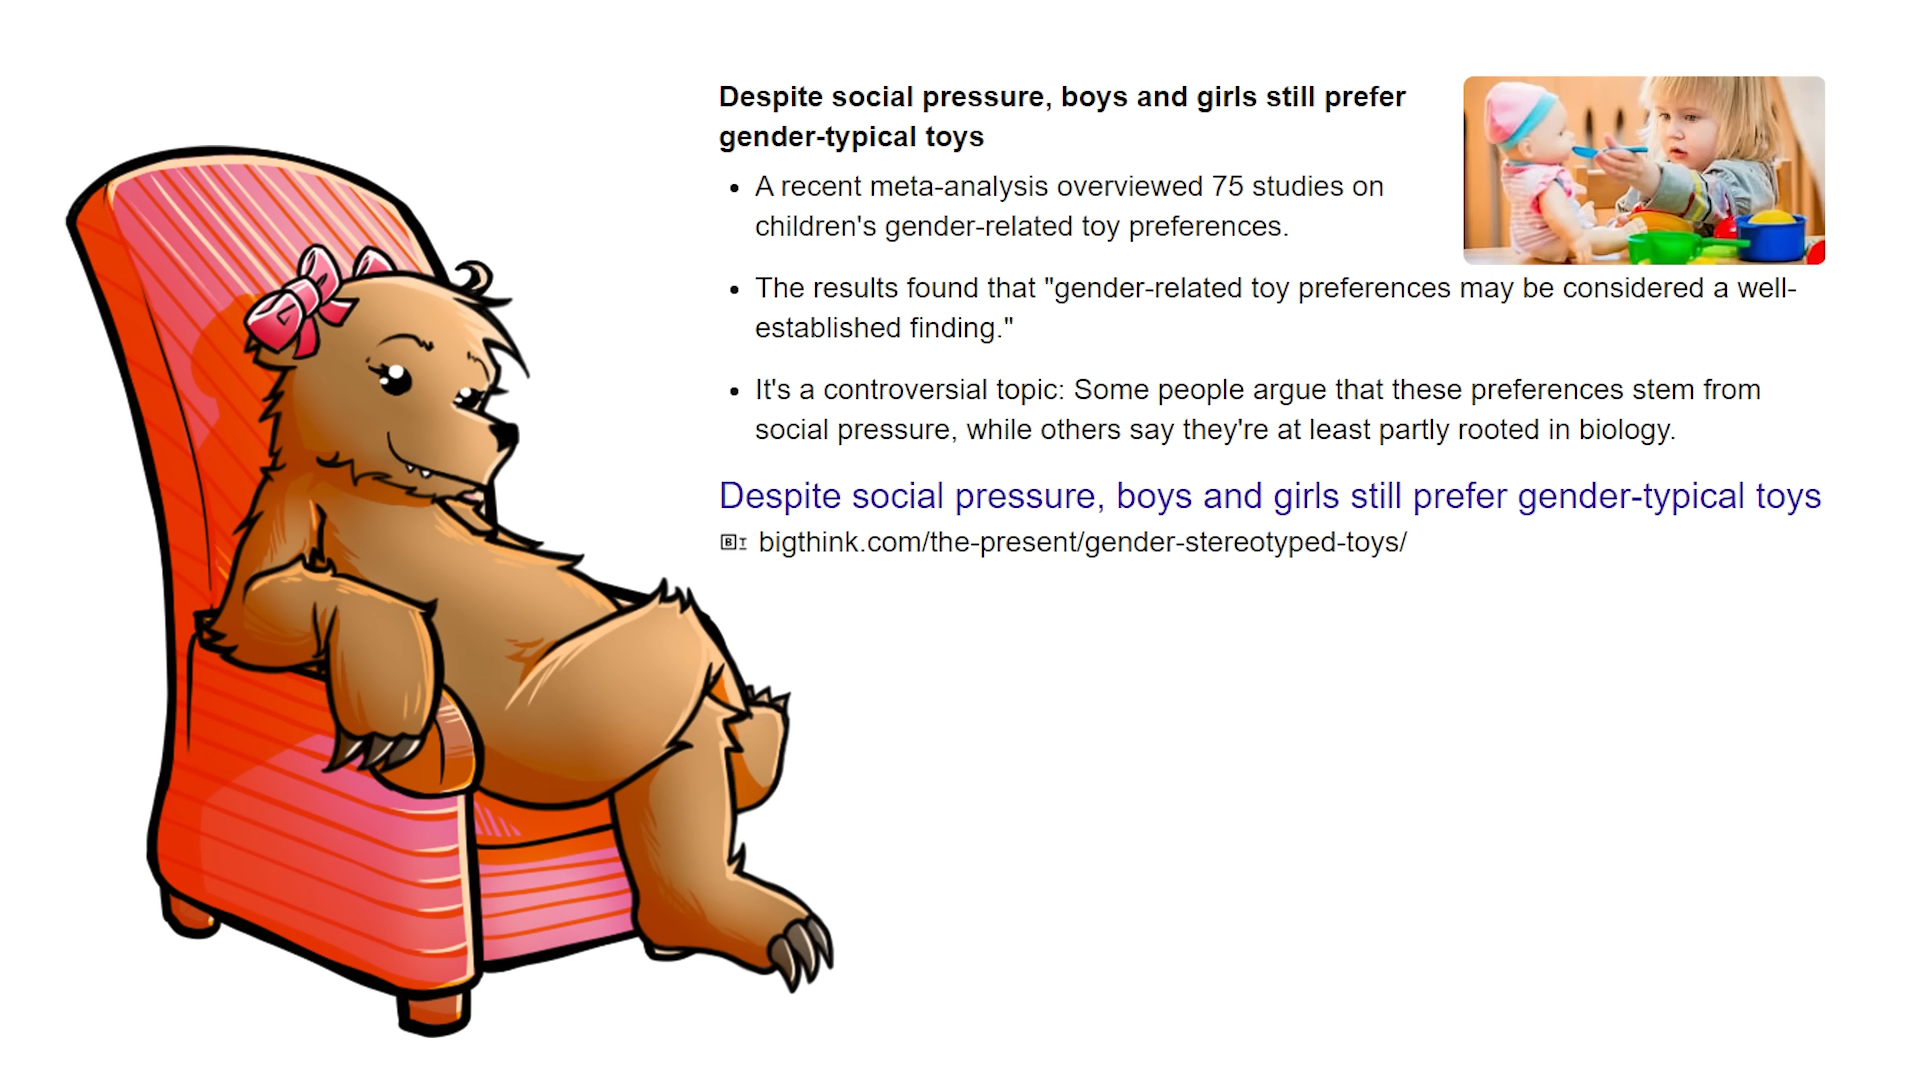 Despite social pressure, boys and girls still prefer
gender-typical toys
• A recent meta-analysis overviewed 75 studies on
children's gender-related toy preferences.
• The results found that "gender-related toy preferences may be considered a well-
established finding."
• It's a controversial topic: Some people argue that these preferences stem from
social pressure, while others say they're at least partly rooted in biology.
Despite social pressure, boys and girls still prefer gender-typical toys
BT bigthink.com/the-present/gender-stereotyped-toys/